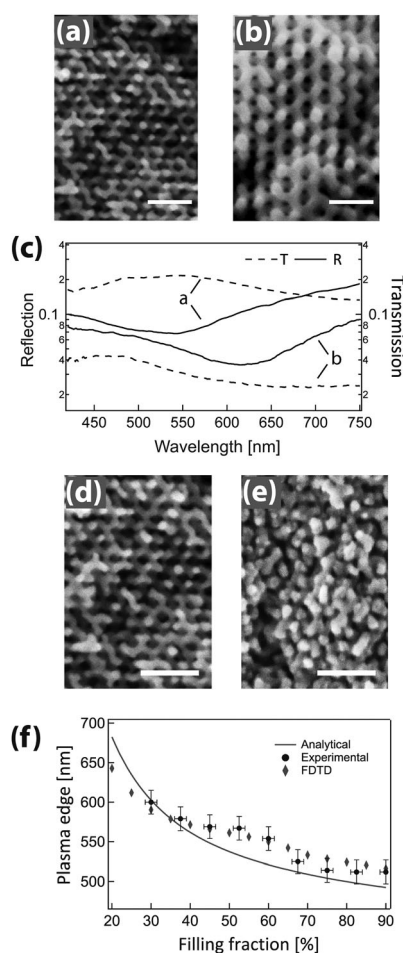 (a)
(b)
(c)
4
2
0.1
8
6
4
2
Reflection
T R
a
b
4
2
0.1
8
6
4
2
Transmission
450 500 550 600 650 700 750
Wavelength [nm]
(d)
(e)
(f)
700
650
600
550
500
Plasma edge [nm]
Analytical
Experimental
FDTD
20 30 40 50 60 70 80 90
Filling fraction [%]